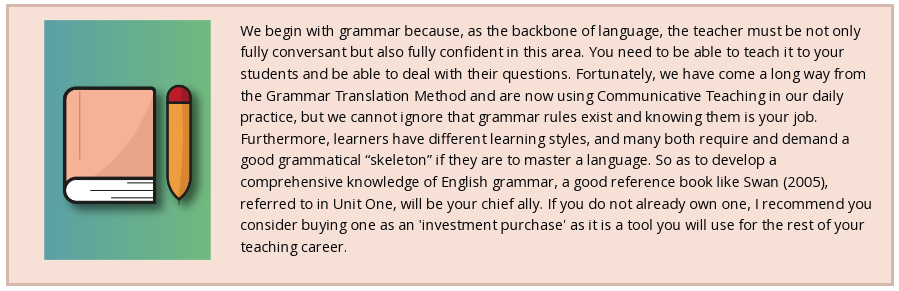 We begin with grammar because, as the backbone of language, the teacher must be not only
fully conversant but also fully confident in this area. You need to be able to teach it to your
students and be able to deal with their questions. Fortunately, we have come a long way from
the Grammar Translation Method and are now using Communicative Teaching in our daily
practice, but we cannot ignore that grammar rules exist and knowing them is your job.
Furthermore, learners have different learning styles, and many both require and demand a
good grammatical “skeleton” if they are to master a language. So as to develop a
comprehensive knowledge of English grammar, a good reference book like Swan (2005),
referred to in Unit One, will be your chief ally. If you do not already own one, I recommend you
consider buying one as an 'investment purchase' as it is a tool you will use for the rest of your
teaching career.